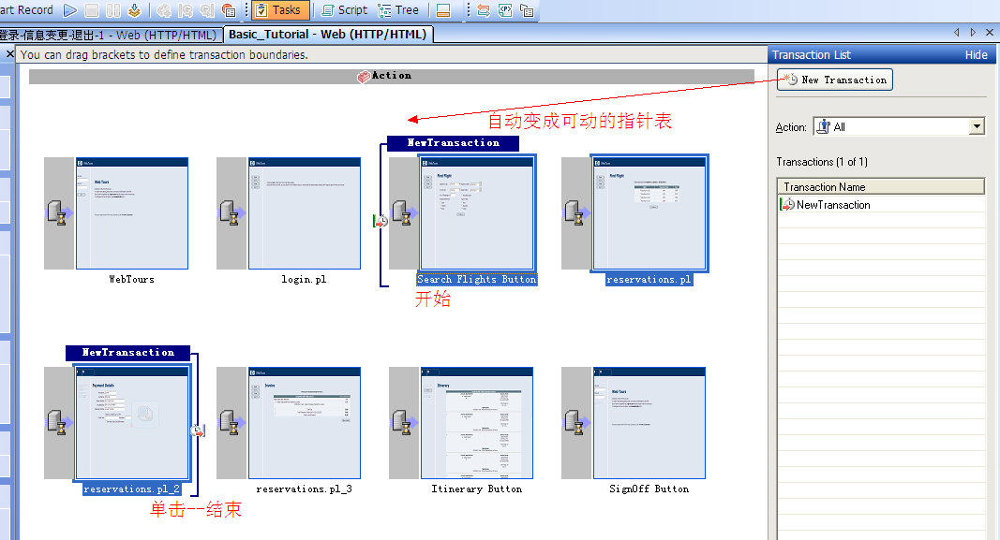 art Record
Tasks
Script
Tree
登录-信息变更-退出-1 - Web (HTTP/HTML)
Basic_Tutorial - Web (HTTP/HTML)
You can drag brackets to define transaction boundaries.
Transaction List
Hide
Action
New Transaction
自动变成可动的指针表
Action:
All
NewTransaction
Transactions (1 of 1)
Transaction Name
NewTransaction
WebTours
login.pl
Search Flights Button
reservations.pl
开始
NewTransaction
reservations.pl_2
reservations.pl_3
Itinerary Button
SignOff Button
单击--结束